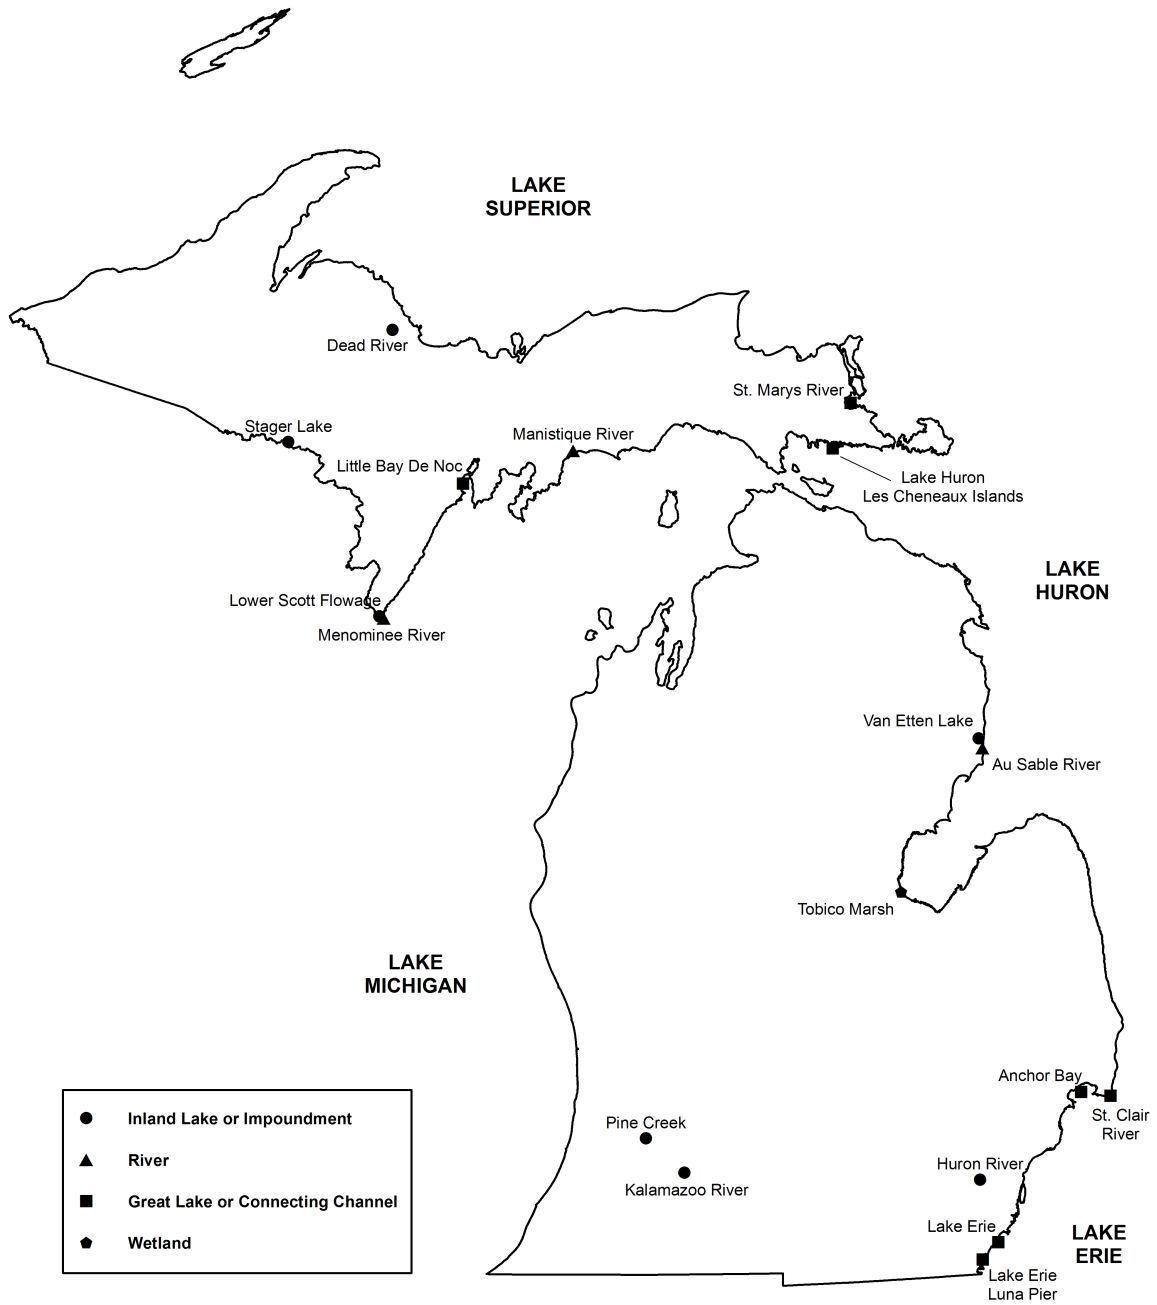 LAKE
SUPERIOR
Dead River
St. Marys River
Stager Lake
Manistique River
Little Bay De Noc
Lake Huron
Les Cheneaux Islands
LAKE
HURON
Lower Scott Flowage
Menominee River
Van Etten Lake
Au Sable River
Tobico Marsh
LAKE
MICHIGAN
Anchor Bay
St. Clair
River
Pine Creek
Kalamazoo River
Huron River
Lake Erie
LAKE
ERIE
Lake Erie
Luna Pier
Inland Lake or Impoundment
River
Great Lake or Connecting Channel
Wetland